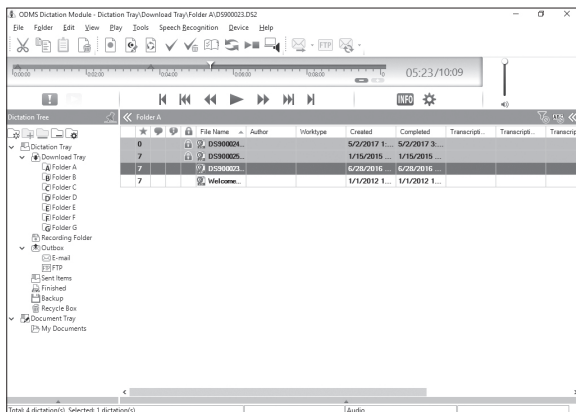 ODMS Dictation Module - Dictation Tray\Download Tray\Folder A\DS900023.DS2
File Folder Edit View Play Tools Speech Recognition Device Help
FTP
0:00:00 0:02:00 0:04:00 0:06:00 0:08:00 0
05:23/10:09
INFO
Dictation Tree
Folder A
File Name Author Worktype Created Completed Transcripti... Transcripti... Transcrip
0 DS900024... 5/2/2017 1:... 5/2/2017 3:...
7 DS900025... 1/15/2015 ... 1/15/2015 ...
7 DS900023... 6/28/2016 ... 6/28/2016 ...
7 Welcome... 1/1/2012 1... 1/1/2012 1...
Dictation Tray
Download Tray
A Folder A
B Folder B
C Folder C
D Folder D
E Folder E
F Folder F
G Folder G
Recording Folder
Outbox
E-mail
FTP FTP
Sent Items
Finished
Backup
Recycle Box
Document Tray
My Documents
Total: 4 dictation(s), Selected: 1 dictation(s) Audio